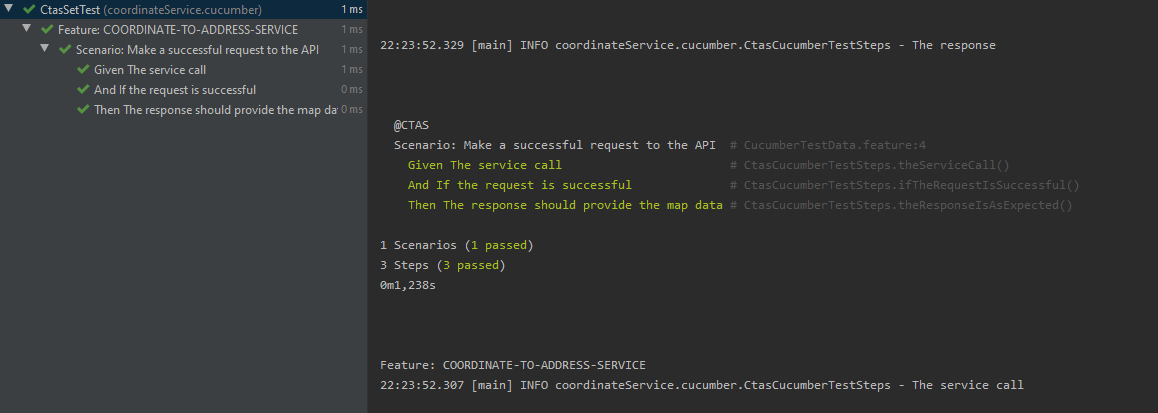 CtasSetTest (coordinateService.cucumber) 1 ms
Feature: COORDINATE-TO-ADDRESS-SERVICE 1 ms
Scenario: Make a successful request to the API 1 ms
Given The service call 1 ms
And If the request is successful 0 ms
Then The response should provide the map da 0 ms
22:23:52.329 [main] INFO coordinateService.cucumber.CtasCucumberTestSteps - The response
@CTAS
Scenario: Make a successful request to the API # CucumberTestData.feature:4
Given The service call # CtasCucumberTestSteps.theServiceCall()
And If the request is successful # CtasCucumberTestSteps.ifTheRequestIsSuccessful()
Then The response should provide the map data # CtasCucumberTestSteps.theResponseIsAsExpected()
1 Scenarios (1 passed)
3 Steps (3 passed)
0m1,238s
Feature: COORDINATE-TO-ADDRESS-SERVICE
22:23:52.307 [main] INFO coordinateService.cucumber.CtasCucumberTestSteps - The service call